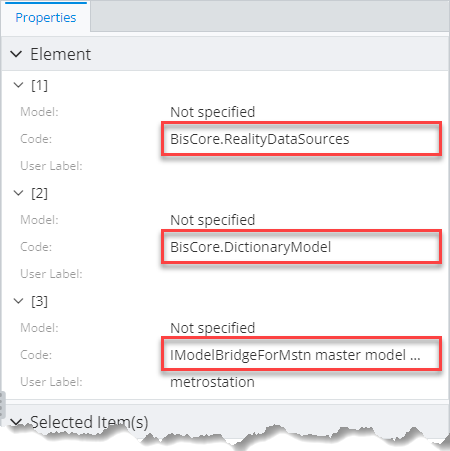 Properties
Element
[1]
Model: Not specified
Code: BisCore.RealityDataSources
User Label:
[2]
Model: Not specified
Code: BisCore.DictionaryModel
User Label:
[3]
Model: Not specified
Code: IModelBridgeForMstn master model ...
User Label: metrostation
Selected Item(s)